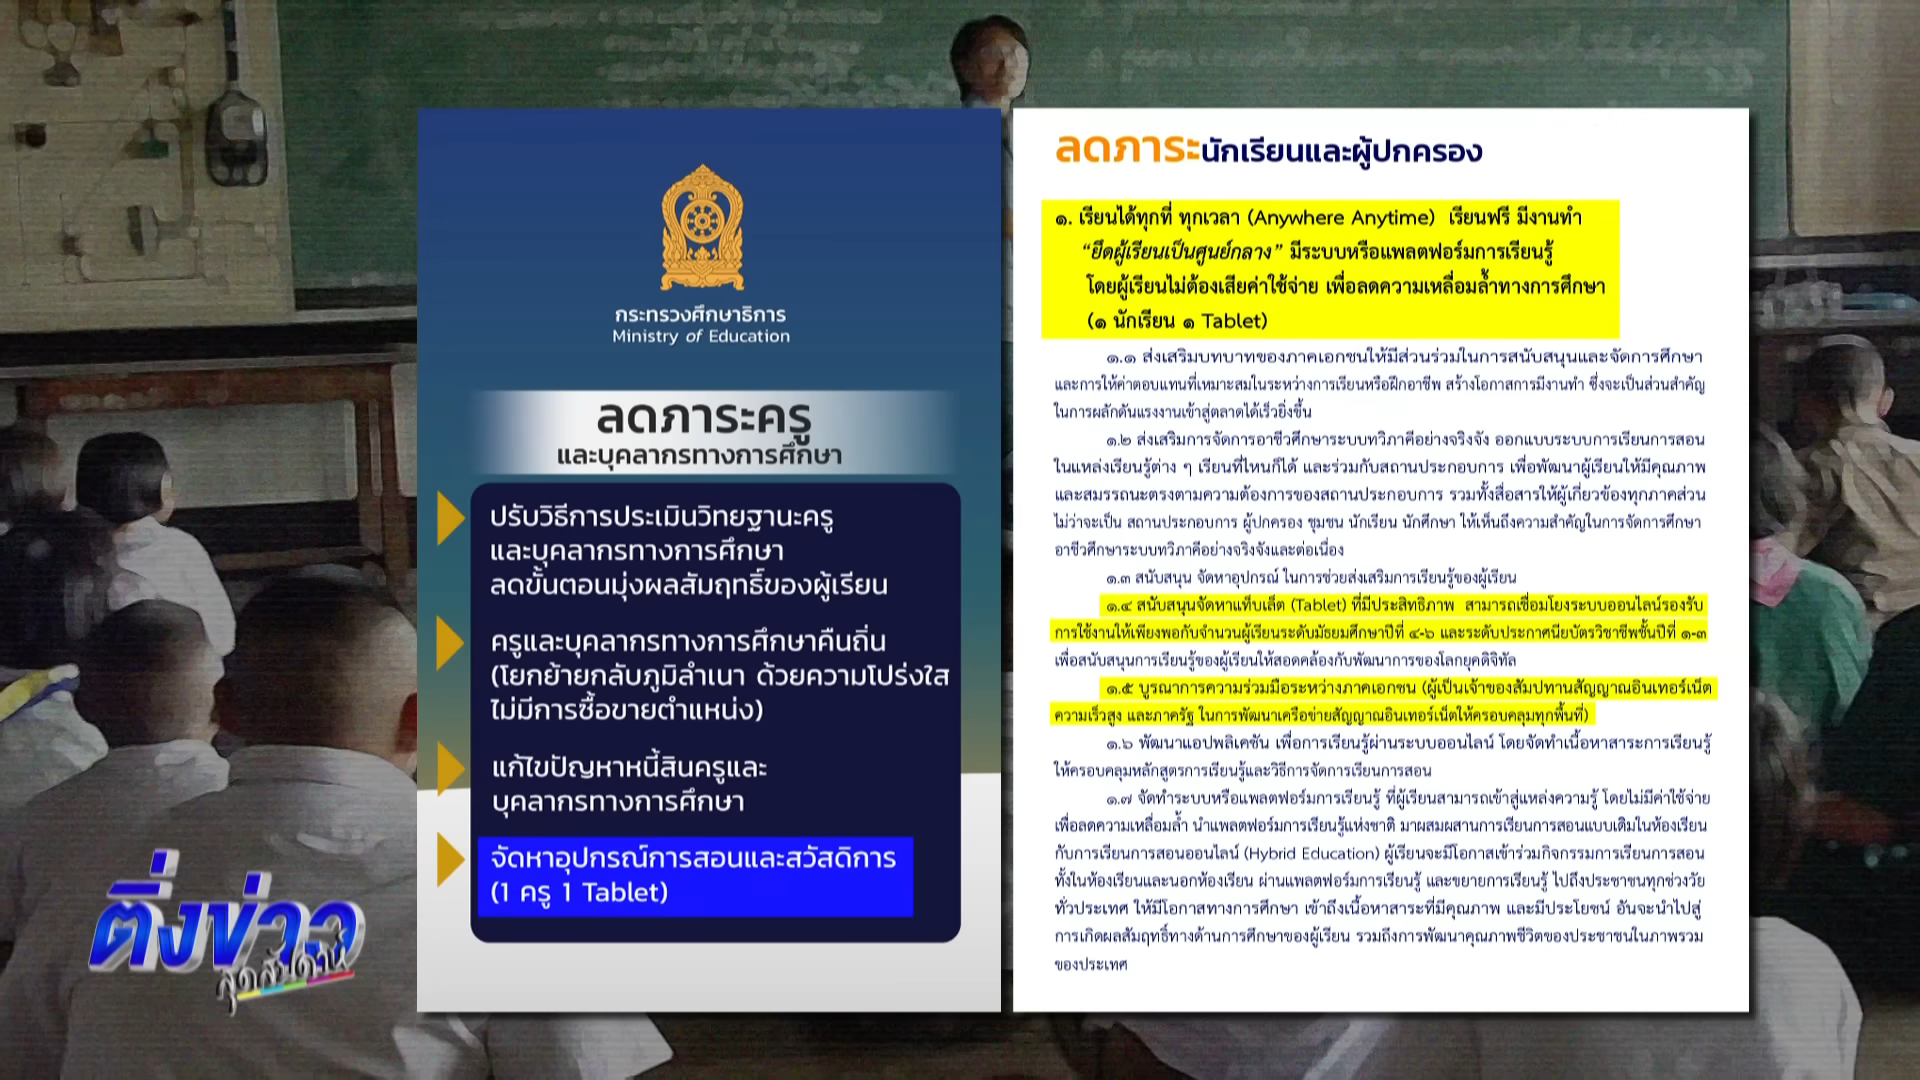 กระทรวงศึกษาธิการ
Ministry of Education
ลดภาระครู
และบุคลากรทางการศึกษา
ปรับวิธีการประเมินวิทยฐานะครู
และบุคลากรทางการศึกษา
ลดขั้นตอนมุ่งผลสัมฤทธิ์ของผู้เรียน
ครูและบุคลากรทางการศึกษาคืนถิ่น
(โยกย้ายกลับภูมิลำเนา ด้วยความโปร่งใส
ไม่มีการซื้อขายตำแหน่ง)
แก้ไขปัญหาหนี้สินครูและ
บุคลากรทางการศึกษา
จัดหาอุปกรณ์การสอนและสวัสดิการ
(1 ครู 1 Tablet)
ลดภาระนักเรียนและผู้ปกครอง
๑. เรียนได้ทุกที่ ทุกเวลา (Anywhere Anytime) เรียนฟรี มีงานทำ
“ยึดผู้เรียนเป็นศูนย์กลาง” มีระบบหรือแพลตฟอร์มการเรียนรู้
โดยผู้เรียนไม่ต้องเสียค่าใช้จ่าย เพื่อลดความเหลื่อมล้ำทางการศึกษา
(๑ นักเรียน ๑ Tablet)
๑.๑ ส่งเสริมบทบาทของภาคเอกชนให้มีส่วนร่วมในการสนับสนุนและจัดการศึกษา
และการให้ค่าตอบแทนที่เหมาะสมในระหว่างการเรียนหรือฝึกอาชีพ สร้างโอกาสการมีงานทำ ซึ่งจะเป็นส่วนสำคัญ
ในการผลักดันแรงงานเข้าสู่ตลาดได้เร็วยิ่งขึ้น
๑.๒ ส่งเสริมการจัดการอาชีวศึกษาระบบทวิภาคีอย่างจริงจัง ออกแบบระบบการเรียนการสอน
ในแหล่งเรียนรู้ต่าง ๆ เรียนที่ไหนก็ได้ และร่วมกับสถานประกอบการ เพื่อพัฒนาผู้เรียนให้มีคุณภาพ
และสมรรถนะตรงตามความต้องการของสถานประกอบการ รวมทั้งสื่อสารให้ผู้เกี่ยวข้องทุกภาคส่วน
ไม่ว่าจะเป็น สถานประกอบการ ผู้ปกครอง ชุมชน นักเรียน นักศึกษา ให้เห็นถึงความสำคัญในการจัดการศึกษา
อาชีวศึกษาระบบทวิภาคีอย่างจริงจังและต่อเนื่อง
๑.๓ สนับสนุน จัดหาอุปกรณ์ ในการช่วยส่งเสริมการเรียนรู้ของผู้เรียน
๑.๔ สนับสนุนจัดหาแท็บเล็ต (Tablet) ที่มีประสิทธิภาพ สามารถเชื่อมโยงระบบออนไลน์รองรับ
การใช้งานให้เพียงพอกับจำนวนผู้เรียนระดับมัธยมศึกษาปีที่ ๔-๖ และระดับประกาศนียบัตรวิชาชีพชั้นปีที่ ๑-๓
เพื่อสนับสนุนการเรียนรู้ของผู้เรียนให้สอดคล้องกับพัฒนาการของโลกยุคดิจิทัล
๑.๕ บูรณาการความร่วมมือระหว่างภาคเอกชน (ผู้เป็นเจ้าของสัมปทานสัญญาณอินเทอร์เน็ต
ความเร็วสูง และภาครัฐ ในการพัฒนาเครือข่ายสัญญาณอินเทอร์เน็ตให้ครอบคลุมทุกพื้นที่)
๑.๖ พัฒนาแอปพลิเคชัน เพื่อการเรียนรู้ผ่านระบบออนไลน์ โดยจัดทำเนื้อหาสาระการเรียนรู้
ให้ครอบคลุมหลักสูตรการเรียนรู้และวิธีการจัดการเรียนการสอน
๑.๗ จัดทำระบบหรือแพลตฟอร์มการเรียนรู้ ที่ผู้เรียนสามารถเข้าสู่แหล่งความรู้ โดยไม่มีค่าใช้จ่าย
เพื่อลดความเหลื่อมล้ำ นำแพลตฟอร์มการเรียนรู้แห่งชาติ มาผสมผสานการเรียนการสอนแบบเดิมในห้องเรียน
กับการเรียนการสอนออนไลน์ (Hybrid Education) ผู้เรียนจะมีโอกาสเข้าร่วมกิจกรรมการเรียนการสอน
ทั้งในห้องเรียนและนอกห้องเรียน ผ่านแพลตฟอร์มการเรียนรู้ และขยายการเรียนรู้ ไปถึงประชาชนทุกช่วงวัย
ทั่วประเทศ ให้มีโอกาสทางการศึกษา เข้าถึงเนื้อหาสาระที่มีคุณภาพ และมีประโยชน์ อันจะนำไปสู่
การเกิดผลสัมฤทธิ์ทางด้านการศึกษาของผู้เรียน รวมถึงการพัฒนาคุณภาพชีวิตของประชาชนในภาพรวม
ของประเทศ
ติ่งข่าว
สุดสัปดาห์